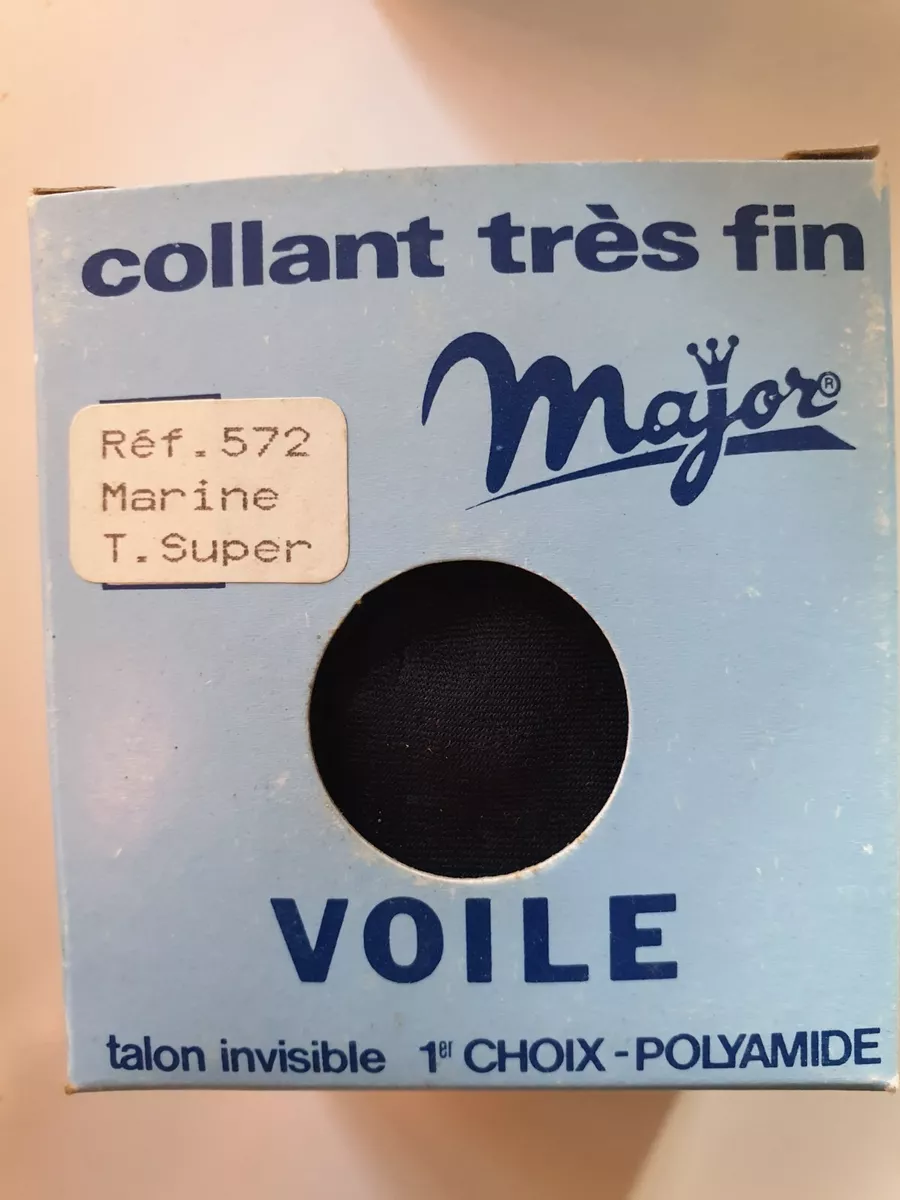 collant très fin
Major®
Réf.572
Marine
T.Super
VOILE
talon invisible 1er CHOIX - POLYAMIDE